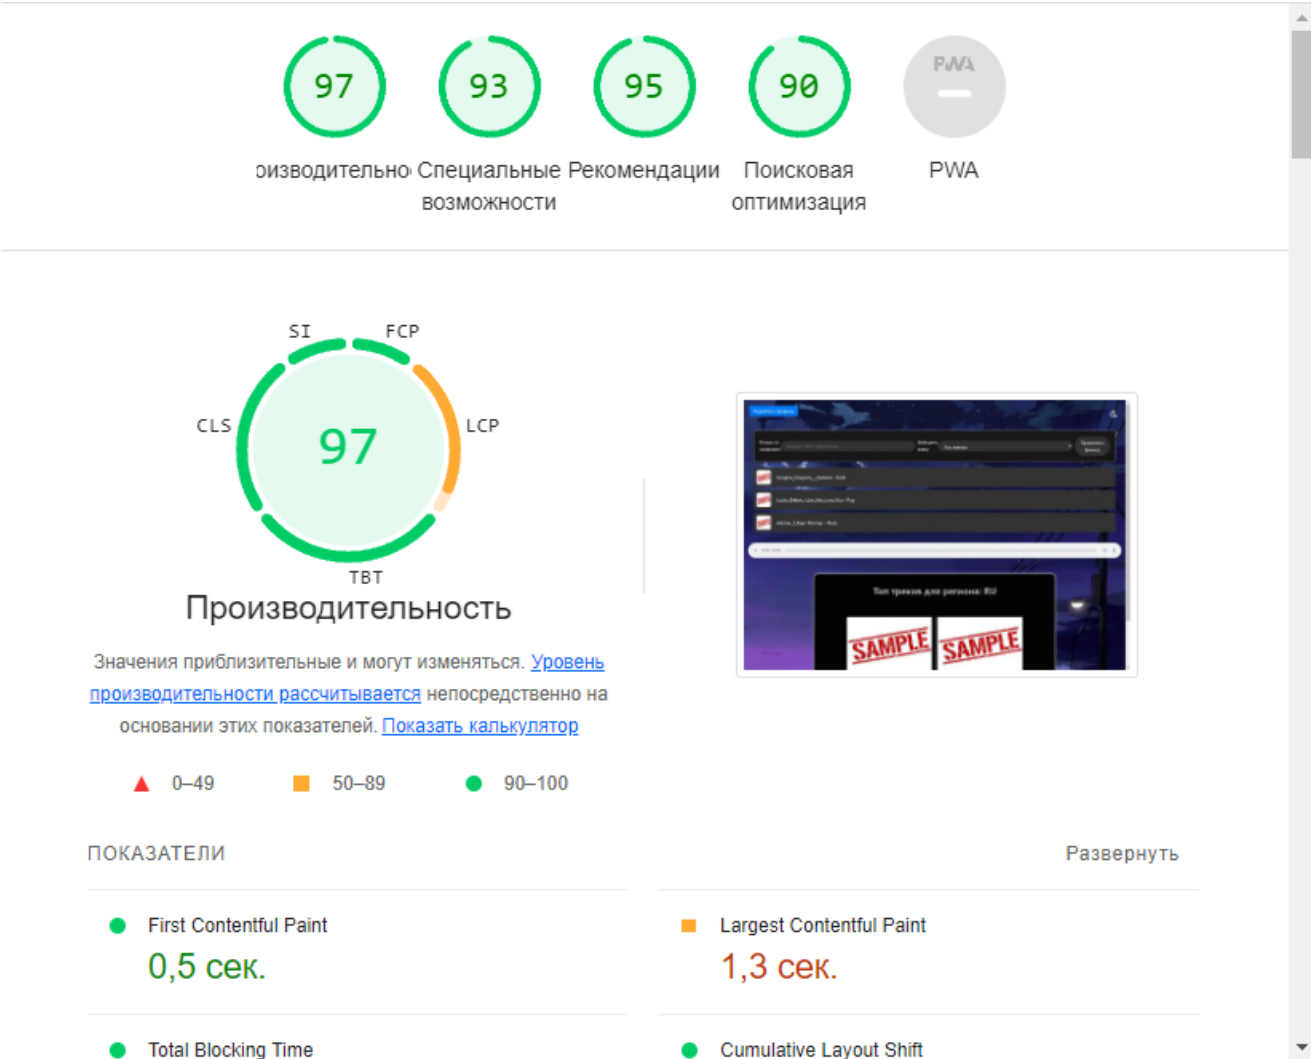 97
93
95
90
PWA
оизводительно
Специальные
возможности
Рекомендации
Поисковая
оптимизация
PWA
SI
FCP
CLS
LCP
97
TBT
Производительность
Значения приблизительные и могут изменяться. Уровень
производительности рассчитывается непосредственно на
основании этих показателей. Показать калькулятор
0–49
50–89
90–100
Топ треков для региона: RU
SAMPLE
SAMPLE
ПОКАЗАТЕЛИ
Развернуть
First Contentful Paint
0,5 сек.
Largest Contentful Paint
1,3 сек.
Total Blocking Time
Cumulative Layout Shift